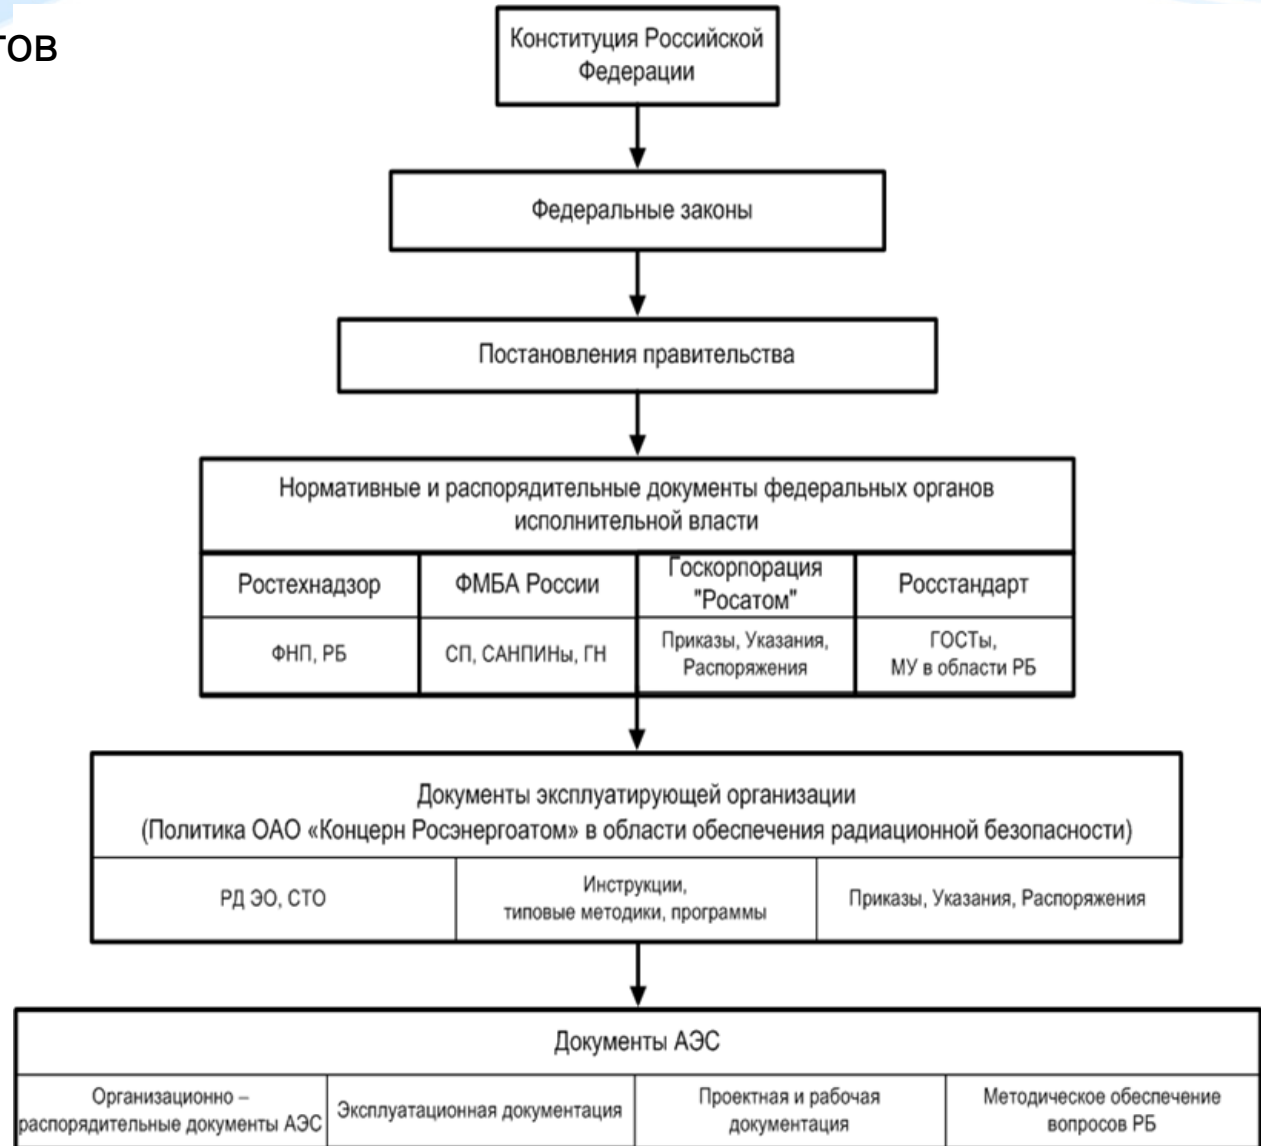 тов
Конституция Российской
Федерации
Федеральные законы
Постановления правительства
Нормативные и распорядительные документы федеральных органов
исполнительной власти
Ростехнадзор
ФМБА России
Госкорпорация
"Росатом"
Росстандарт
ФНП, РБ
СП, САНПИНы, ГН
Приказы, Указания,
Распоряжения
ГОСТы,
МУ в области РБ
Документы эксплуатирующей организации
(Политика ОАО «Концерн Росэнергоатом» в области обеспечения радиационной безопасности)
РД ЭО, СТО
Инструкции,
типовые методики, программы
Приказы, Указания, Распоряжения
Документы АЭС
Организационно –
распорядительные документы АЭС
Эксплуатационная документация
Проектная и рабочая
документация
Методическое обеспечение
вопросов РБ